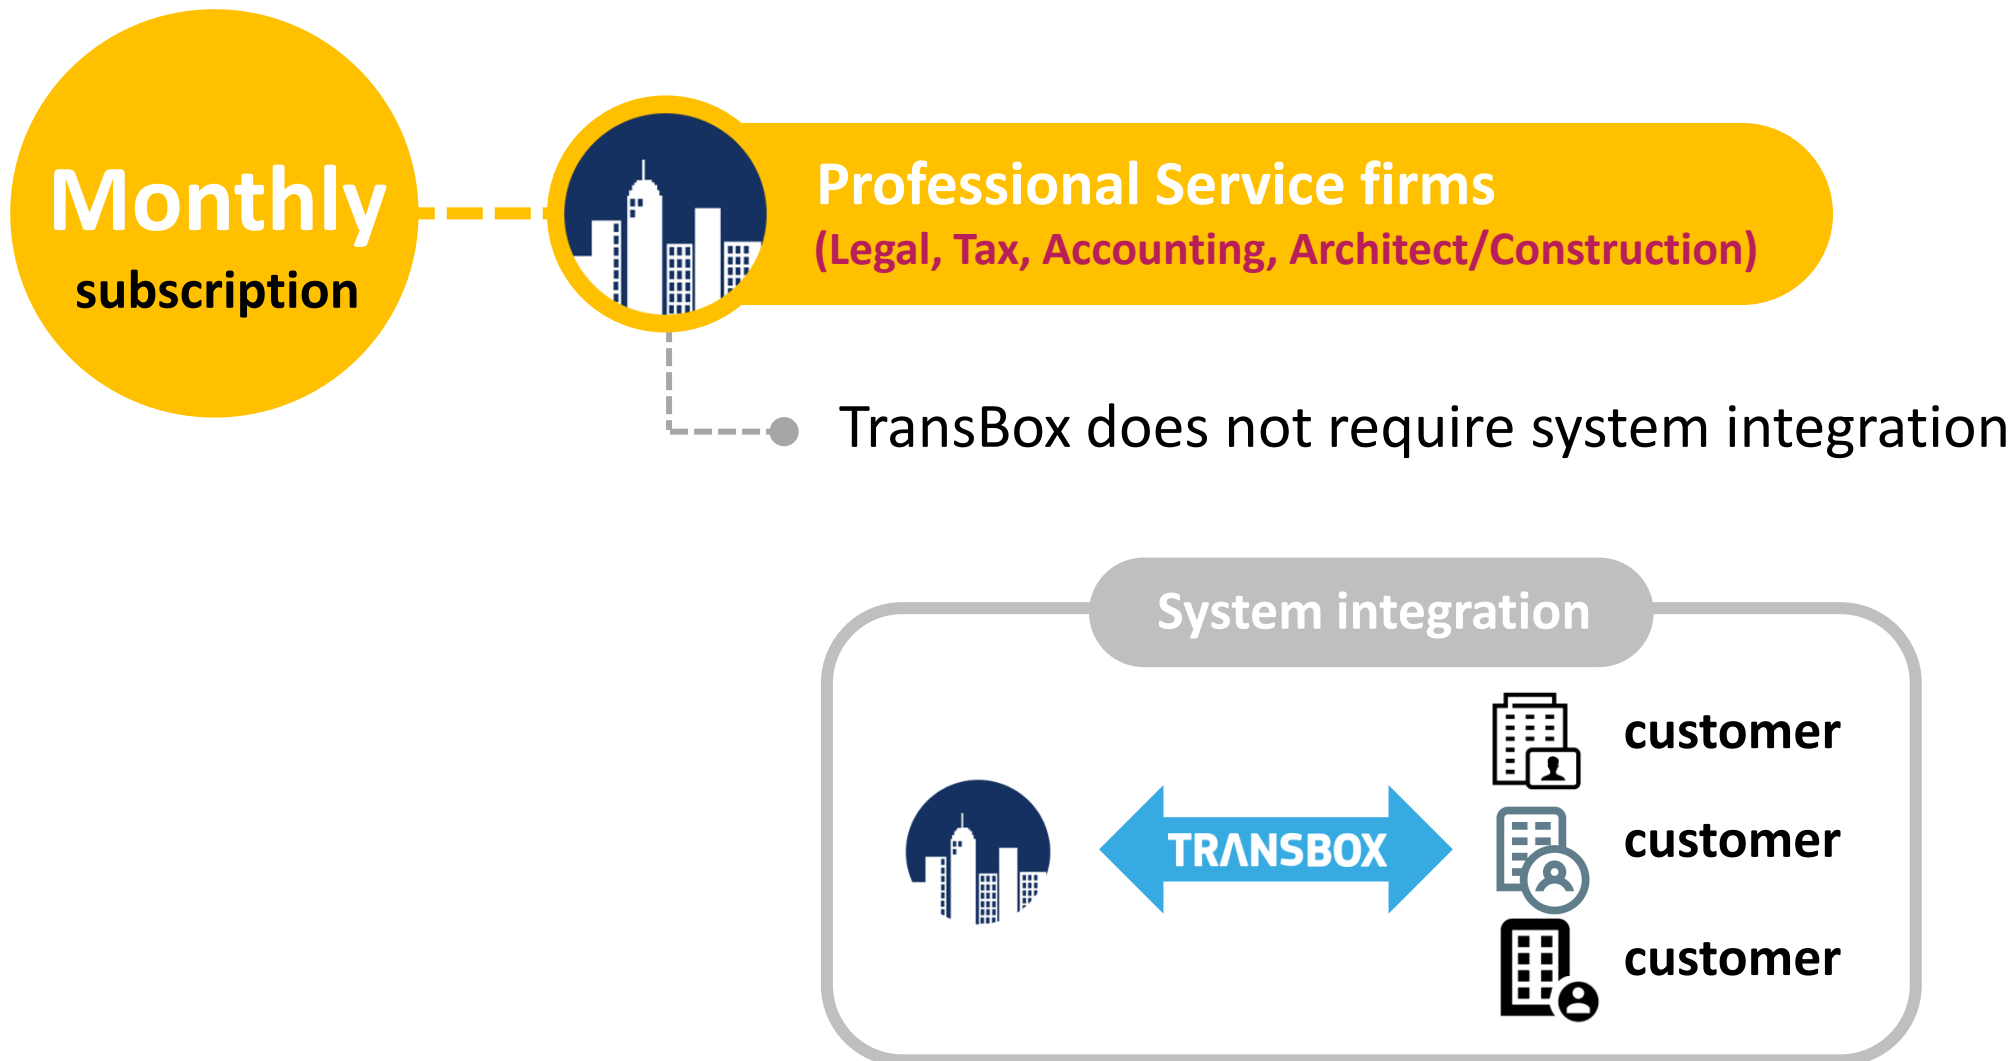 Monthly
subscription
Professional Service firms
(Legal, Tax, Accounting, Architect/Construction)
TransBox does not require system integration
System integration
TRANSBOX
customer
customer
customer